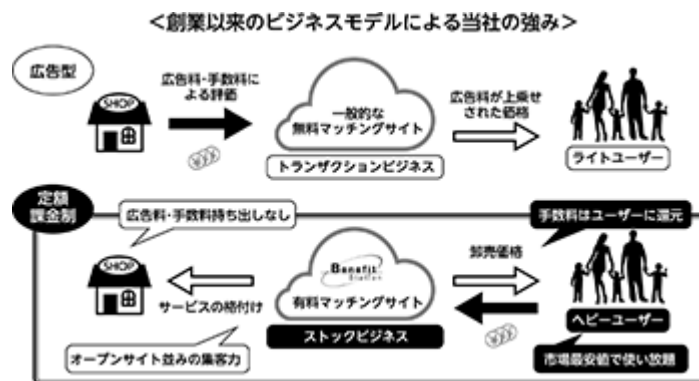 ＜創業以来のビジネスモデルによる当社の強み＞
広告型
SHOP
広告料・手数料に
よる評価
¥¥¥
一般的な
無料マッチングサイト
トランザクションビジネス
広告料が上乗せ
された価格
ライトユーザー
定額
課金制
広告料・手数料持ち出しなし
手数料はユーザーに還元
SHOP
サービスの格付け
Benefit
Station
有料マッチングサイト
ストックビジネス
卸売価格
¥¥¥
ヘビーユーザー
オープンサイト並みの集客力
市場最安値で使い放題